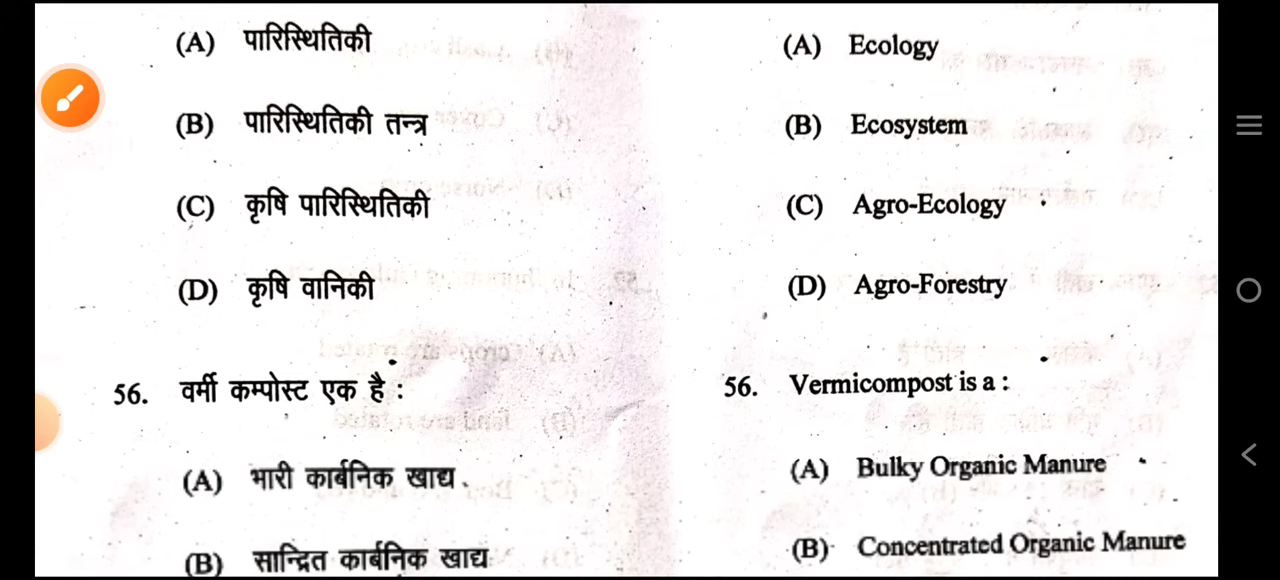 (A) पारिस्थितिकी
(B) पारिस्थितिकी तन्त्र
(C) कृषि पारिस्थितिकी
(D) कृषि वानिकी
56. वर्मी कम्पोस्ट एक है :
(A) भारी कार्बनिक खाद्य
(B) सान्द्रित कार्बनिक खाद्य
(A) Ecology
(B) Ecosystem
(C) Agro-Ecology
(D) Agro-Forestry
56. Vermicompost is a :
(A) Bulky Organic Manure
(B) Concentrated Organic Manure